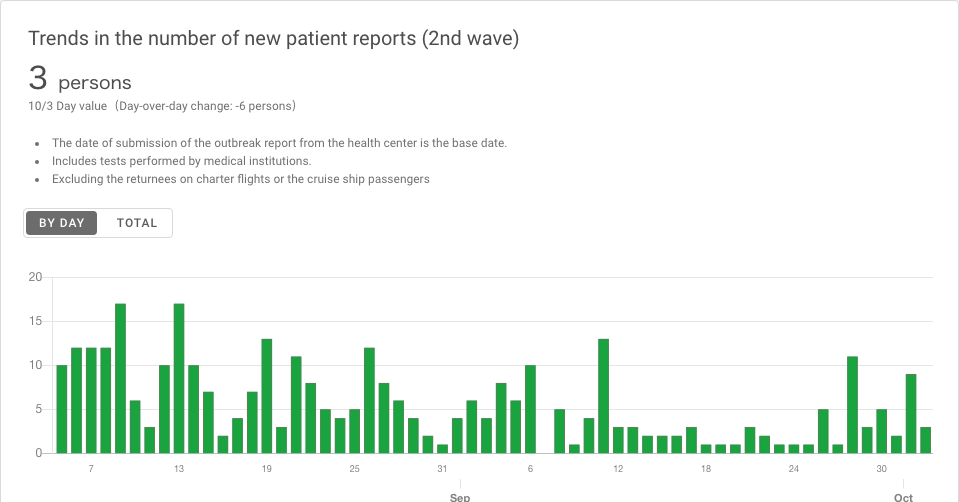 Trends in the number of new patient reports (2nd wave)
3 persons
10/3 Day value（Day-over-day change: -6 persons）
• The date of submission of the outbreak report from the health center is the base date.
• Includes tests performed by medical institutions.
• Excluding the returnees on charter flights or the cruise ship passengers
BY DAY TOTAL
20
15
10
5
0
7 13 19 25 31 6 12 18 24 30
Sep Oct